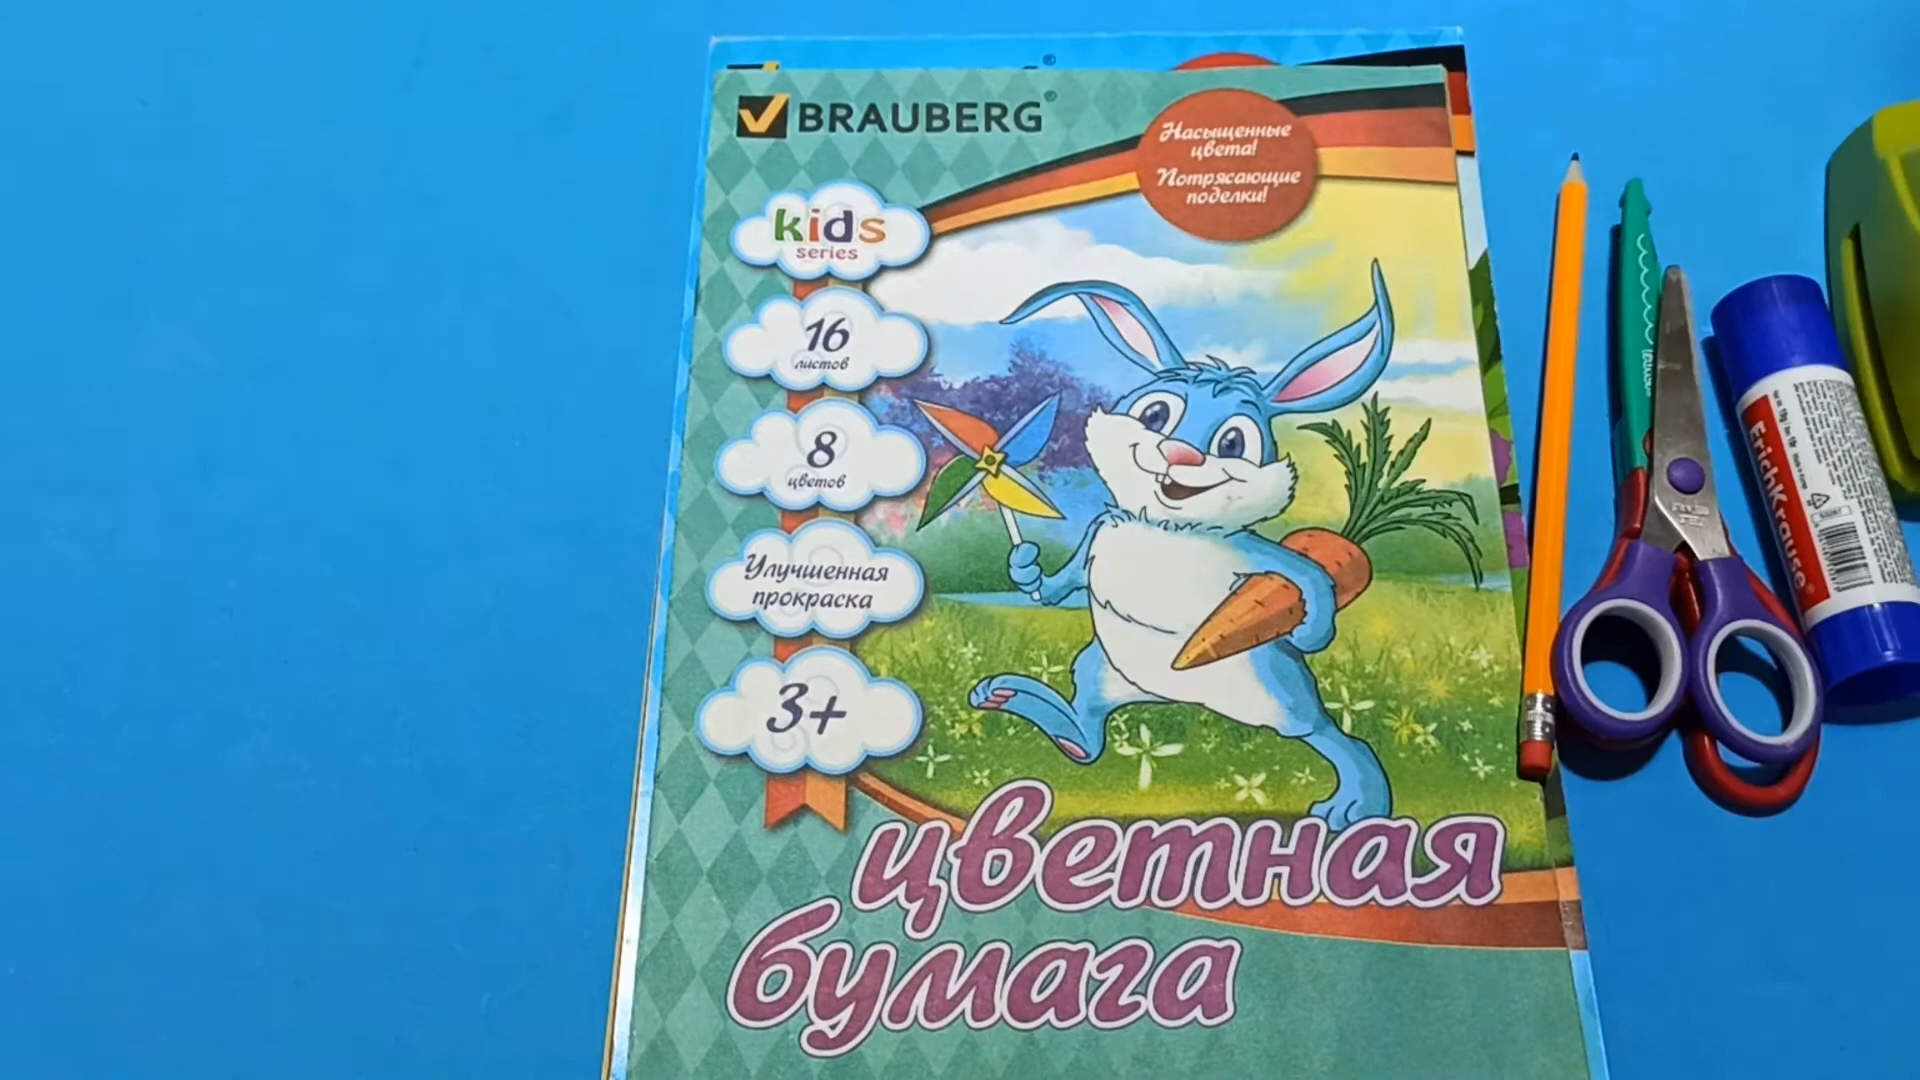 BRAUBERG®
Насыщенные
цвета!
Потрясающие
поделки!
kids
series
16
листов
8
цветов
Улучшенная
прокраска
3+
цветная
бумага
ErichKrause®